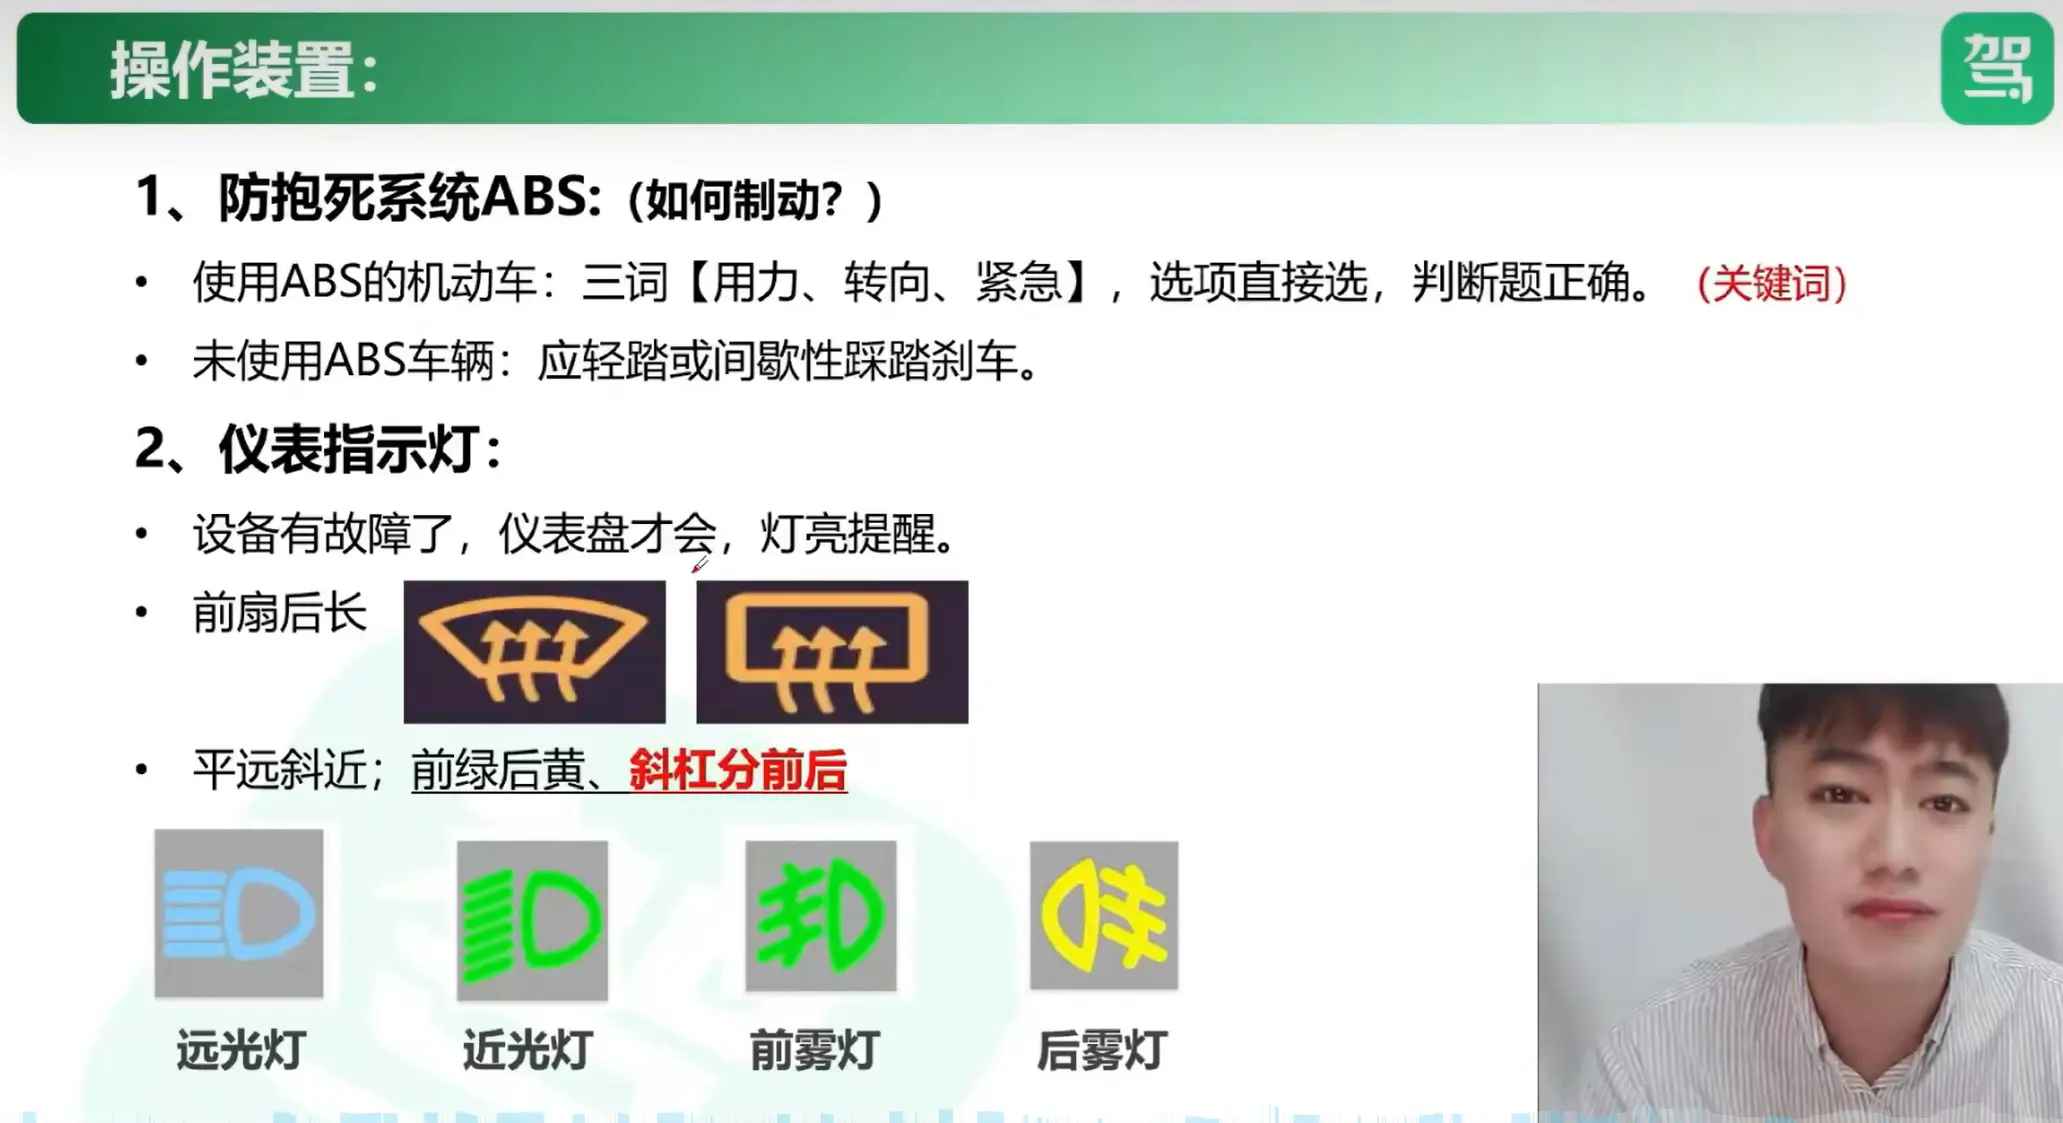 操作装置：
驾
1、防抱死系统ABS:（如何制动？）
• 使用ABS的机动车：三词【用力、转向、紧急】，选项直接选，判断题正确。（关键词）
• 未使用ABS车辆：应轻踏或间歇性踩踏刹车。
2、仪表指示灯：
• 设备有故障了，仪表盘才会，灯亮提醒。
• 前扇后长
• 平远斜近；前绿后黄、斜杠分前后
远光灯 近光灯 前雾灯 后雾灯